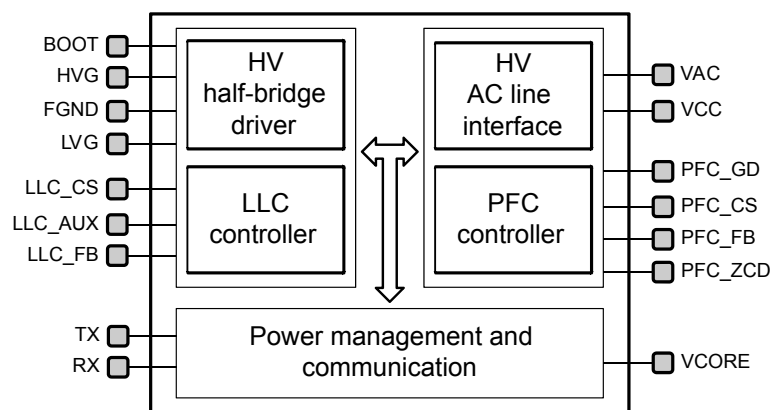 BOOT
HVG
FGND
LVG
LLC_CS
LLC_AUX
LLC_FB
TX
RX
HV
half-bridge
driver
LLC
controller
HV
AC line
interface
PFC
controller
Power management and
communication
VAC
VCC
PFC_GD
PFC_CS
PFC_FB
PFC_ZCD
VCORE